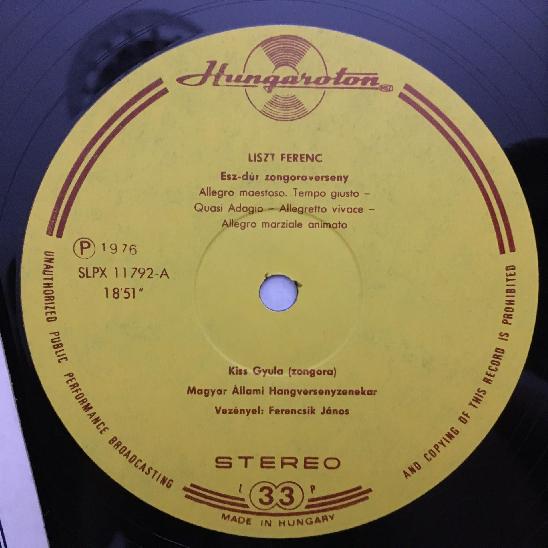 Hungaroton
LISZT FERENC
Esz-dúr zongoraverseny
Allegro maestoso. Tempo giusto –
Quasi Adagio – Allegretto vivace –
Allegro marziale animato
Ⓟ 1976
SLPX 11792-A
18'51"
Kiss Gyula (zongora)
Magyar Állami Hangversenyzenekar
Vezényel: Ferencsik János
STEREO
L 33 P
MADE IN HUNGARY
UNAUTHORIZED PUBLIC PERFORMANCE BROADCASTING
AND COPYING OF THIS RECORD IS PROHIBITED